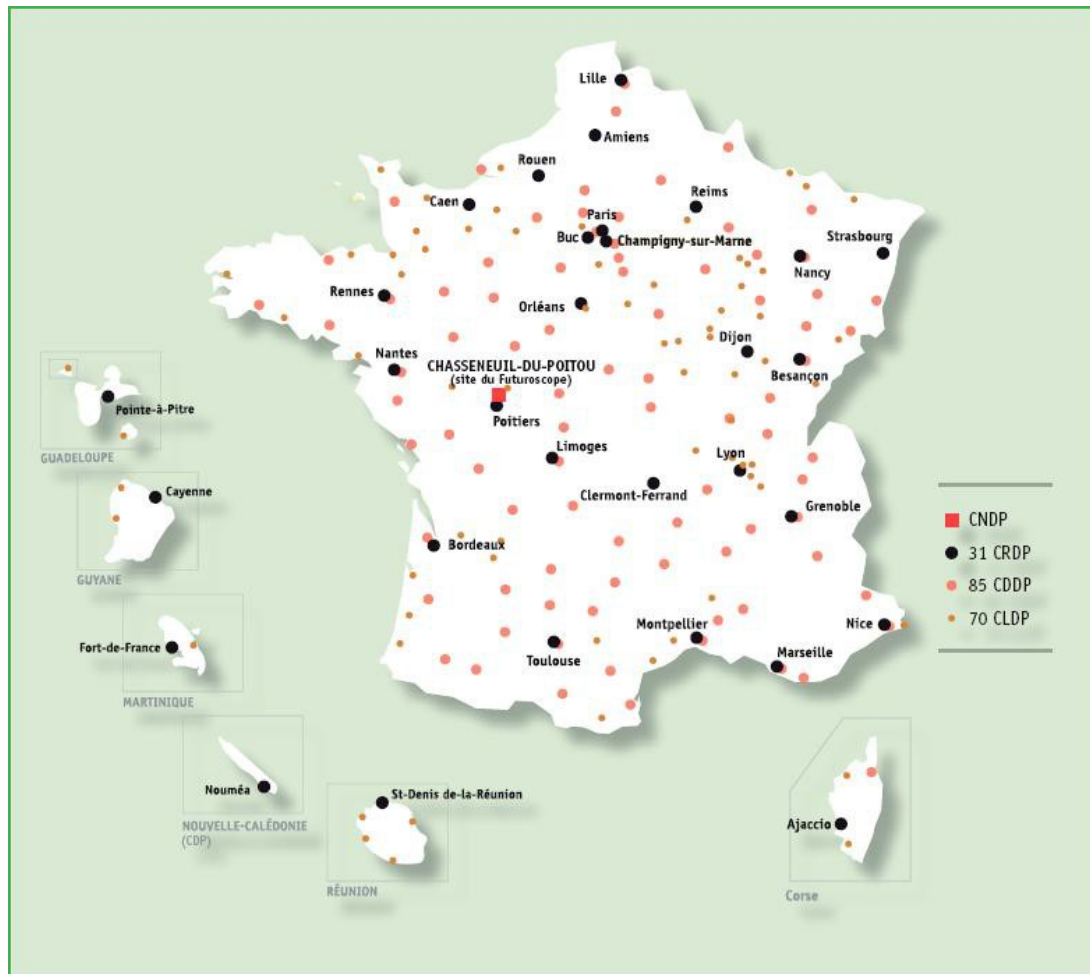 Lille
Amiens
Rouen
Reims
Caen
Paris
Buc
Champigny-sur-Marne
Strasbourg
Nancy
Rennes
Orléans
Dijon
Nantes
CHASSENEUIL-DU-POITOU
(site du Futuroscope)
Besançon
Poitiers
Pointe-à-Pitre
GUADELOUPE
Limoges
Lyon
Clermont-Ferrand
Cayenne
GUYANE
Grenoble
Bordeaux
CNDP
31 CRDP
85 CDDP
70 CLDP
Fort-de-France
MARTINIQUE
Montpellier
Nice
Toulouse
Marseille
Nouméa
NOUVELLE-CALÉDONIE
(CDP)
St-Denis de-la-Réunion
RÉUNION
Ajaccio
Corse